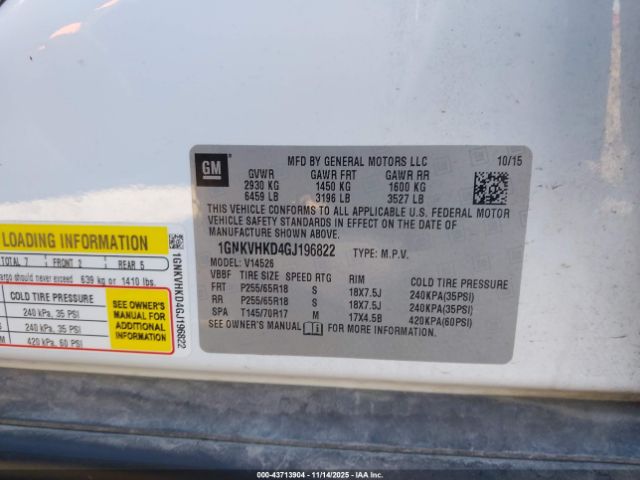 GM
MFD BY GENERAL MOTORS LLC 10/15
GVWR GAWR FRT GAWR RR
2930 KG 1450 KG 1600 KG
6459 LB 3196 LB 3527 LB
THIS VEHICLE CONFORMS TO ALL APPLICABLE U.S. FEDERAL MOTOR
VEHICLE SAFETY STANDARDS IN EFFECT ON THE DATE OF
MANUFACTURE SHOWN ABOVE.
1GNKVHKD4GJ196822 TYPE: M.P.V.
MODEL: V14526
VBBF TIRE SIZE SPEED RTG RIM COLD TIRE PRESSURE
FRT P255/65R18 S 18X7.5J 240KPA(35PSI)
RR P255/65R18 S 18X7.5J 240KPA(35PSI)
SPA T145/70R17 M 17X4.5B 420KPA(60PSI)
SEE OWNER'S MANUAL FOR MORE INFORMATION.
LOADING INFORMATION
TOTAL 7 FRONT 2 REAR 5
cargo should never exceed 639 kg or 1410 lbs.
COLD TIRE PRESSURE
240 kPa, 35 PSI
240 kPa, 35 PSI
420 kPa, 60 PSI
SEE OWNER'S
MANUAL FOR
ADDITIONAL
INFORMATION
1GNKVHKD4GJ196822
000-43713904 | 11/14/2025 | IAA, Inc.